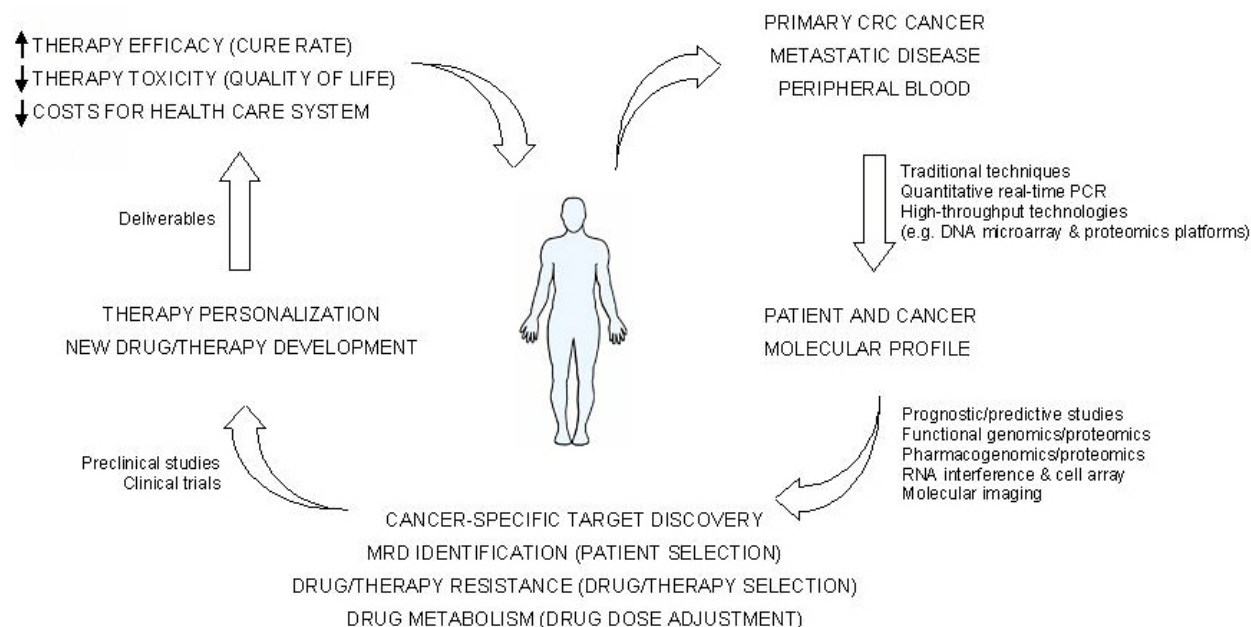 ↑ THERAPY EFFICACY (CURE RATE)
↓ THERAPY TOXICITY (QUALITY OF LIFE)
↓ COSTS FOR HEALTH CARE SYSTEM
PRIMARY CRC CANCER
METASTATIC DISEASE
PERIPHERAL BLOOD
Traditional techniques
Quantitative real-time PCR
High-throughput technologies
(e.g. DNA microarray & proteomics platforms)
PATIENT AND CANCER
MOLECULAR PROFILE
Prognostic/predictive studies
Functional genomics/proteomics
Pharmacogenomics/proteomics
RNA interference & cell array
Molecular imaging
CANCER-SPECIFIC TARGET DISCOVERY
MRD IDENTIFICATION (PATIENT SELECTION)
DRUG/THERAPY RESISTANCE (DRUG/THERAPY SELECTION)
DRUG METABOLISM (DRUG DOSE ADJUSTMENT)
Preclinical studies
Clinical trials
THERAPY PERSONALIZATION
NEW DRUG/THERAPY DEVELOPMENT
Deliverables